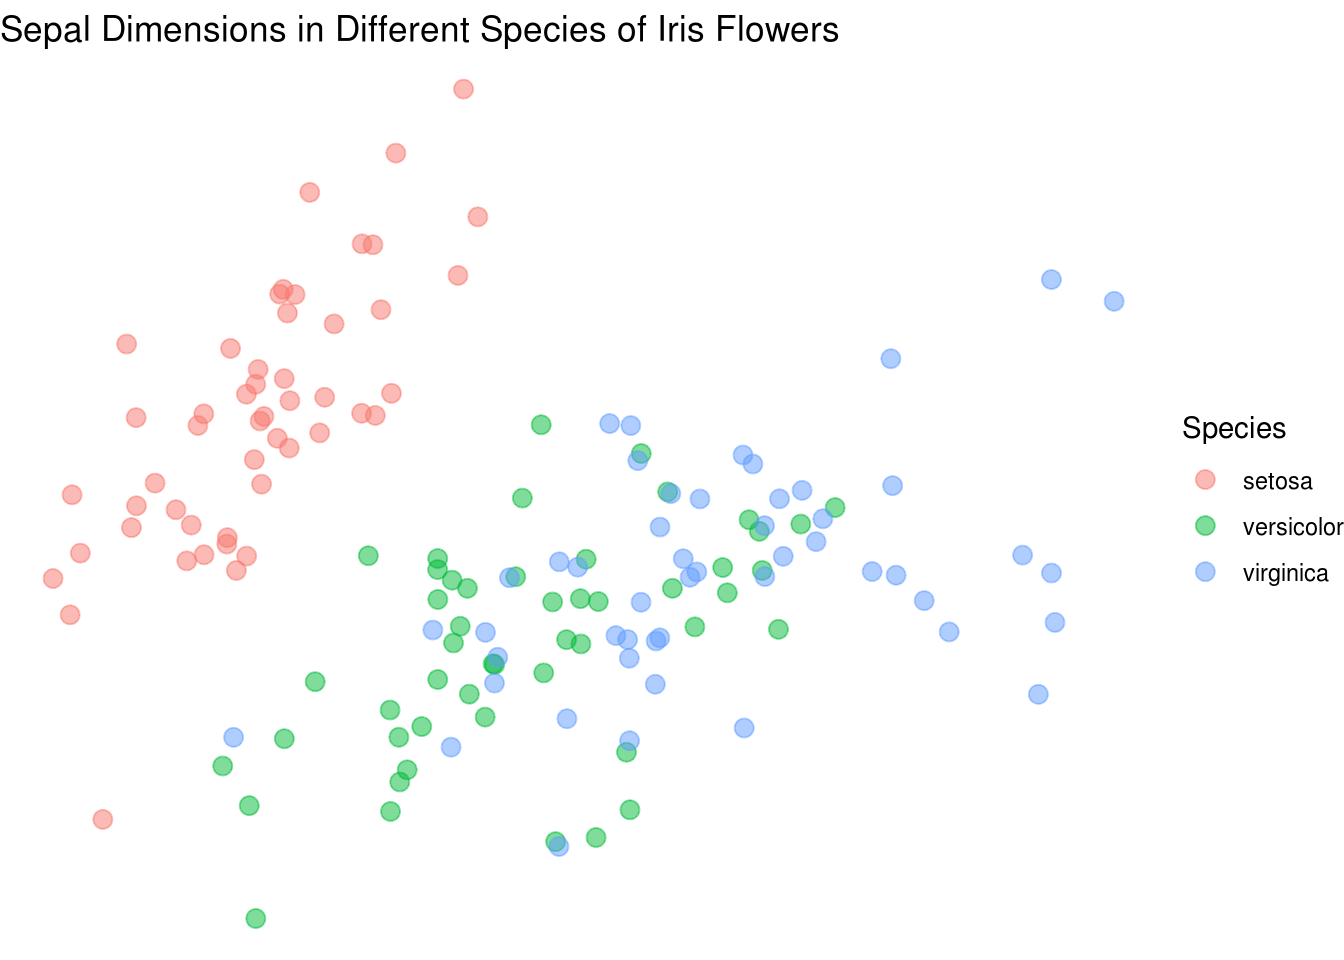 Sepal Dimensions in Different Species of Iris Flowers
Species
setosa
versicolor
virginica